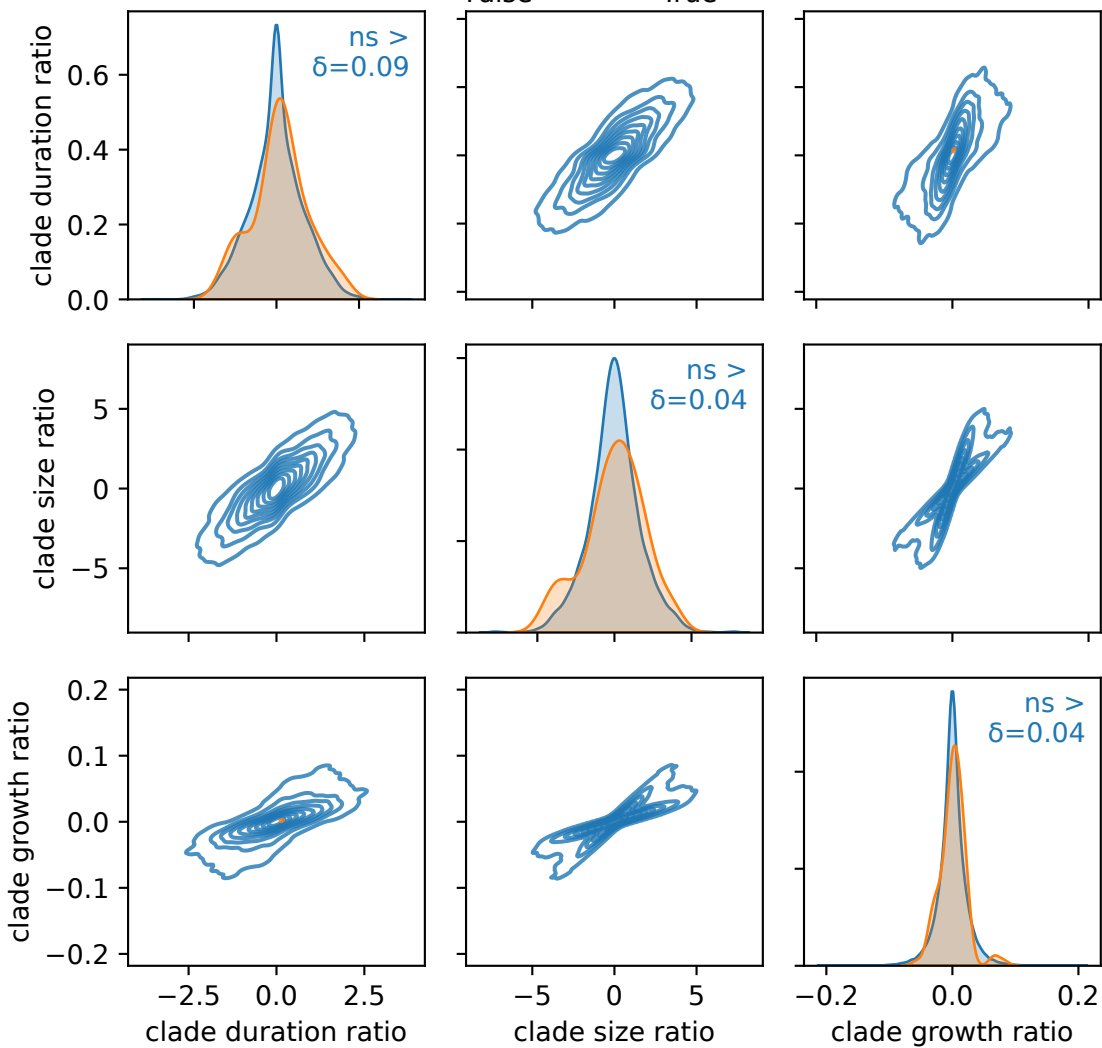 clade duration ratio
0.6
0.4
0.2
0.0
ns >
δ=0.09
clade size ratio
5
0
−5
ns >
δ=0.04
clade growth ratio
0.2
0.1
0.0
−0.1
−0.2
ns >
δ=0.04
−2.5 0.0 2.5
−5 0 5
−0.2 0.0 0.2
clade duration ratio
clade size ratio
clade growth ratio